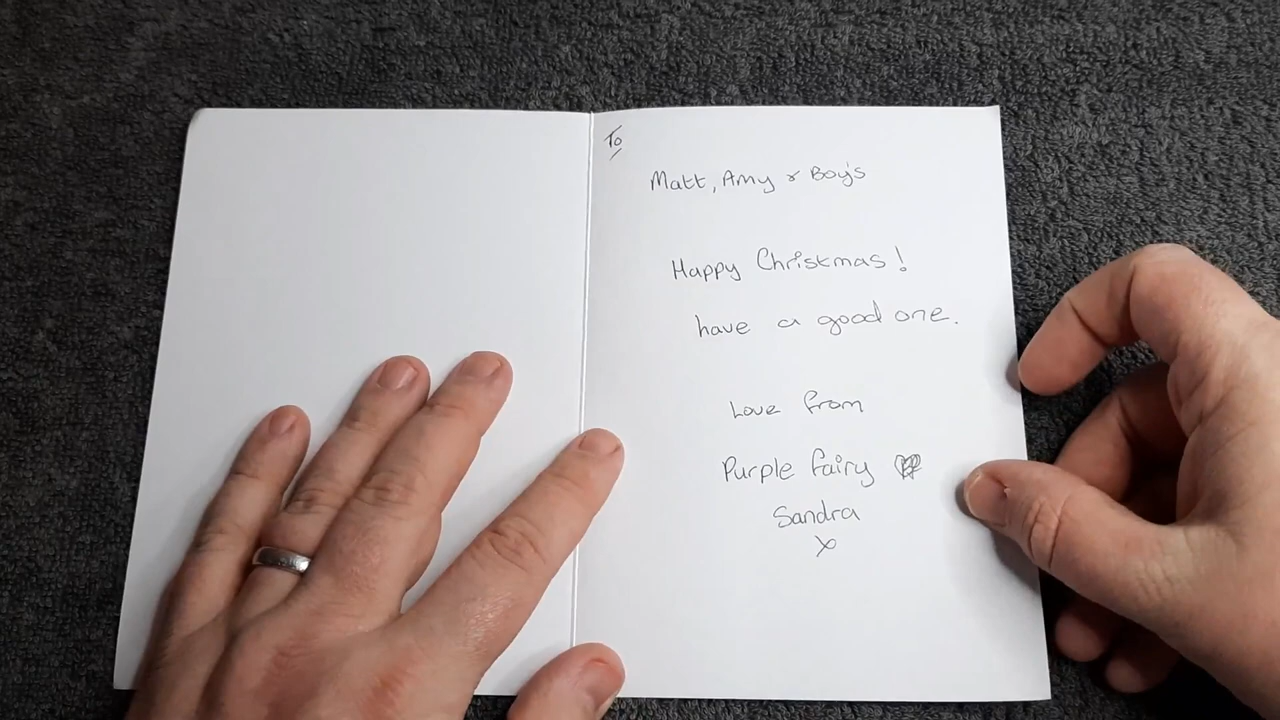 To
Matt, Amy & Boy's
Happy Christmas!
have a good one.
Love from
Purple fairy
Sandra
x